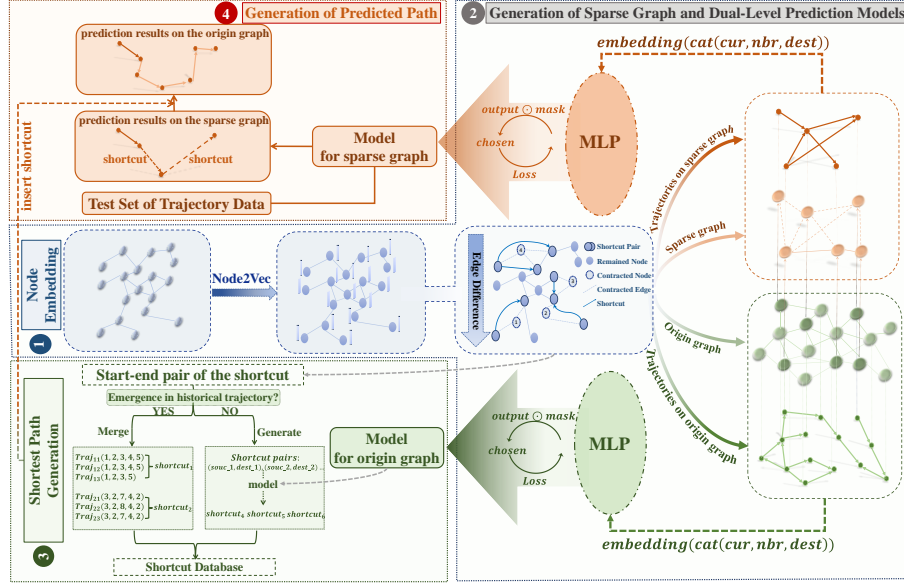 4 Generation of Predicted Path
prediction results on the origin graph
prediction results on the sparse graph
shortcut
shortcut
insert shortcut
Model
for sparse graph
Test Set of Trajectory Data
2 Generation of Sparse Graph and Dual-Level Prediction Models
embedding(cat(cur,nbr,dest))
output ⊙ mask
chosen
Loss
MLP
Trajectories on sparse graph
Sparse graph
Origin graph
Trajectories on origin graph
Node
Embedding
1
Node2Vec
Edge Difference
Shortcut Pair
Remained Node
Contracted Node
Contracted Edge
Shortcut
4
3
1
2
Shortest Path
Generation
3
Start-end pair of the shortcut
Emergence in historical trajectory?
YES
NO
Merge
Generate
Traj₁₁(1,2,3,4,5)
Traj₁₂(1,2,3,4,5)
Traj₁₃(1,2,3,5)
shortcut₁
Traj₂₁(3,2,7,4,2)
Traj₂₂(3,2,8,4,2)
Traj₂₃(3,2,7,4,2)
shortcut₂
Shortcut pairs:
(souc_1,dest_1),(souc_2,dest_2) ...
model
shortcut₄ shortcut₅ shortcut₆
Shortcut Database
Model
for origin graph
output ⊙ mask
chosen
Loss
MLP
embedding(cat(cur,nbr,dest))